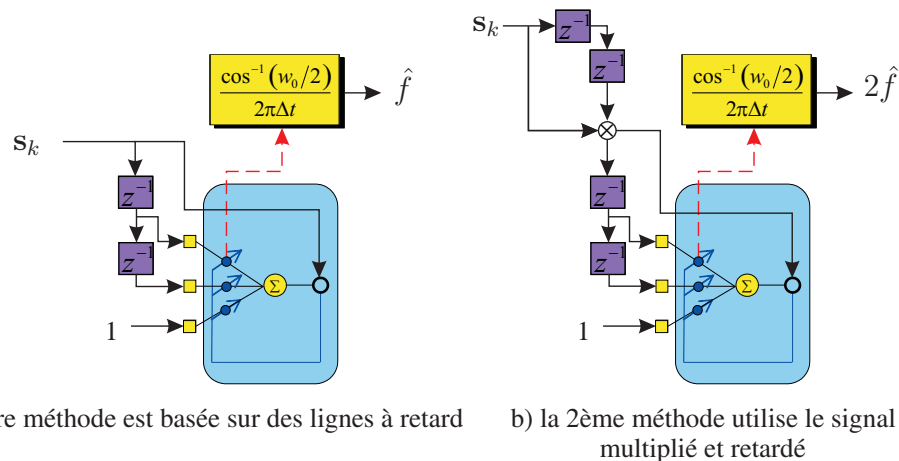 s_k
z⁻¹
z⁻¹
cos⁻¹(w₀/2)
2πΔt
f̂
Σ
1
re méthode est basée sur des lignes à retard
s_k
z⁻¹
z⁻¹
⊗
cos⁻¹(w₀/2)
2πΔt
2f̂
z⁻¹
z⁻¹
Σ
1
b) la 2ème méthode utilise le signal
multiplié et retardé